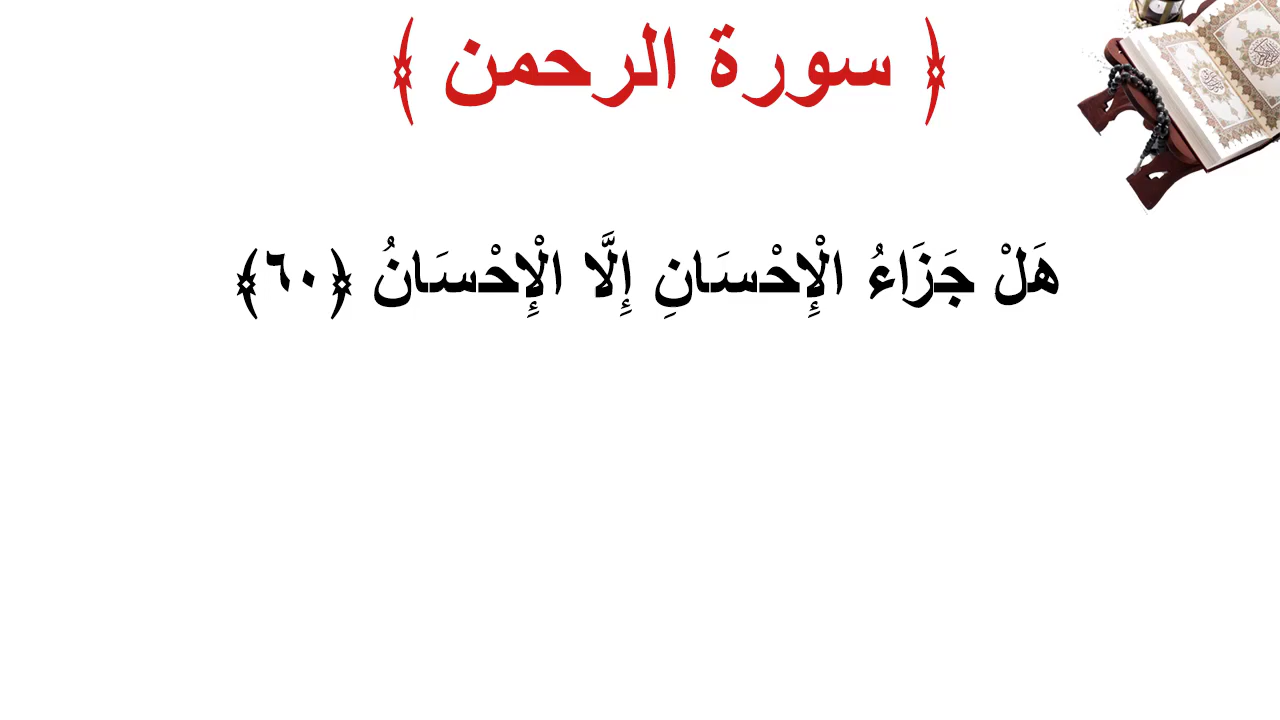 ﴿ سورة الرحمن ﴾
هَلْ جَزَاءُ الْإِحْسَانِ إِلَّا الْإِحْسَانُ ﴿٦٠﴾